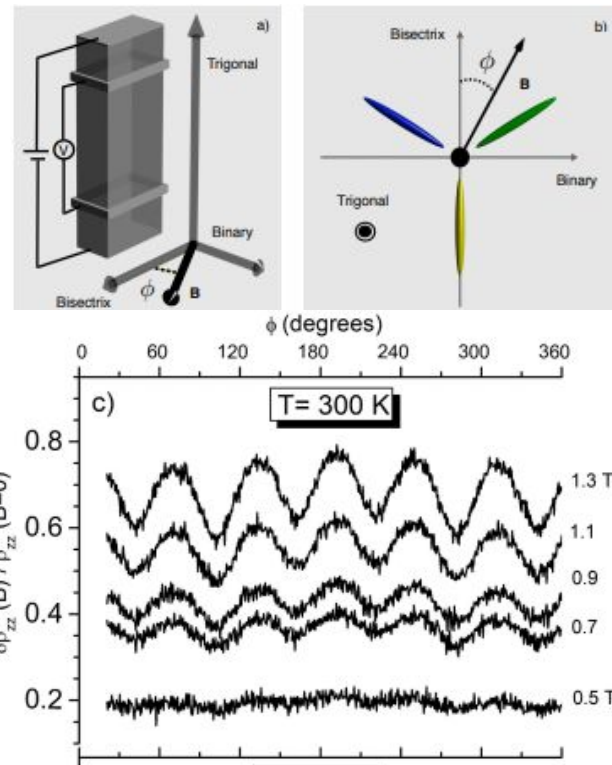 a)
Trigonal
V
Binary
ϕ
B
Bisectrix
b)
Bisectrix
ϕ
B
Binary
Trigonal
ϕ (degrees)
0 60 120 180 240 300 360
c)
T= 300 K
0.8
0.6
0.4
0.2
1.3 T
1.1
0.9
0.7
0.5 T